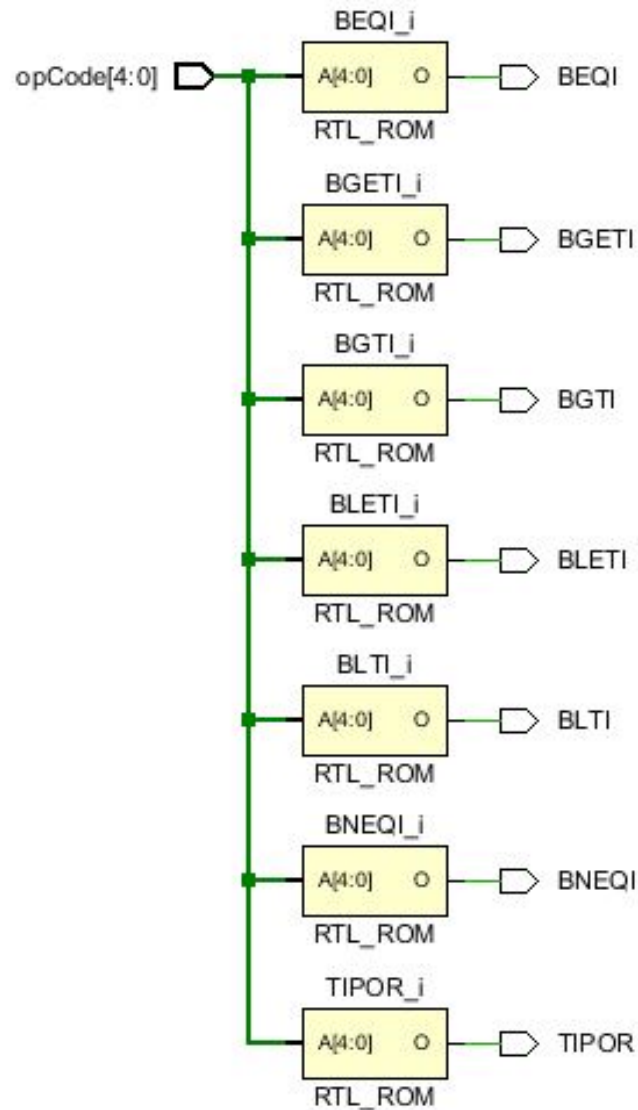 BEQI_i
opCode[4:0] A[4:0] O BEQI
RTL_ROM
BGETI_i
A[4:0] O BGETI
RTL_ROM
BGTI_i
A[4:0] O BGTI
RTL_ROM
BLETI_i
A[4:0] O BLETI
RTL_ROM
BLTI_i
A[4:0] O BLTI
RTL_ROM
BNEQI_i
A[4:0] O BNEQI
RTL_ROM
TIPOR_i
A[4:0] O TIPOR
RTL_ROM